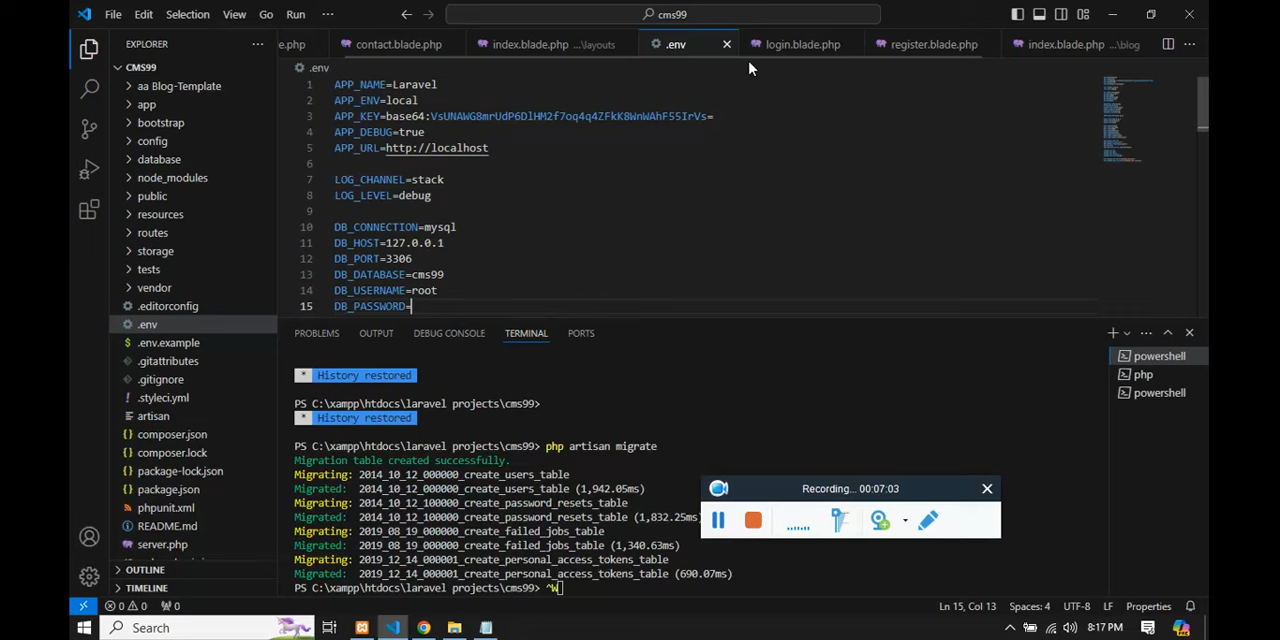 File Edit Selection View Go Run ···
cms99
EXPLORER ···
e.php contact.blade.php index.blade.php ...\layouts .env login.blade.php register.blade.php index.blade.php ...\blog ···
CMS99
aa Blog-Template
app
bootstrap
config
database
node_modules
public
resources
routes
storage
tests
vendor
.editorconfig
.env
.env.example
.gitattributes
.gitignore
.styleci.yml
artisan
composer.json
composer.lock
package-lock.json
package.json
phpunit.xml
README.md
server.php
OUTLINE
TIMELINE
.env
1 APP_NAME=Laravel
2 APP_ENV=local
3 APP_KEY=base64:VsUNAWG8mrUdP6DlHM2f7oq4q4ZFkK8WnWAhF55IrVs=
4 APP_DEBUG=true
5 APP_URL=http://localhost
6
7 LOG_CHANNEL=stack
8 LOG_LEVEL=debug
9
10 DB_CONNECTION=mysql
11 DB_HOST=127.0.0.1
12 DB_PORT=3306
13 DB_DATABASE=cms99
14 DB_USERNAME=root
15 DB_PASSWORD=
PROBLEMS OUTPUT DEBUG CONSOLE TERMINAL PORTS
* History restored
PS C:\xampp\htdocs\laravel projects\cms99>
* History restored
PS C:\xampp\htdocs\laravel projects\cms99> php artisan migrate
Migration table created successfully.
Migrating: 2014_10_12_000000_create_users_table
Migrated: 2014_10_12_000000_create_users_table (1,942.05ms)
Migrating: 2014_10_12_100000_create_password_resets_table
Migrated: 2014_10_12_100000_create_password_resets_table (1,832.25ms)
Migrating: 2019_08_19_000000_create_failed_jobs_table
Migrated: 2019_08_19_000000_create_failed_jobs_table (1,340.63ms)
Migrating: 2019_12_14_000001_create_personal_access_tokens_table
Migrated: 2019_12_14_000001_create_personal_access_tokens_table (690.07ms)
PS C:\xampp\htdocs\laravel projects\cms99> ^W
powershell
php
powershell
Recording... 00:07:03
0 0 0 Ln 15, Col 13 Spaces: 4 UTF-8 LF Properties
Search 8:17 PM